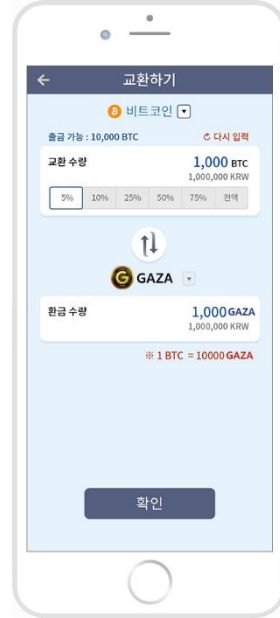 교환하기
비트코인
출금 가능 : 10,000 BTC 다시 입력
교환 수량 1,000 BTC
1,000,000 KRW
5% 10% 25% 50% 75% 전액
GAZA
환금 수량 1,000 GAZA
1,000,000 KRW
※ 1 BTC = 10000 GAZA
확인